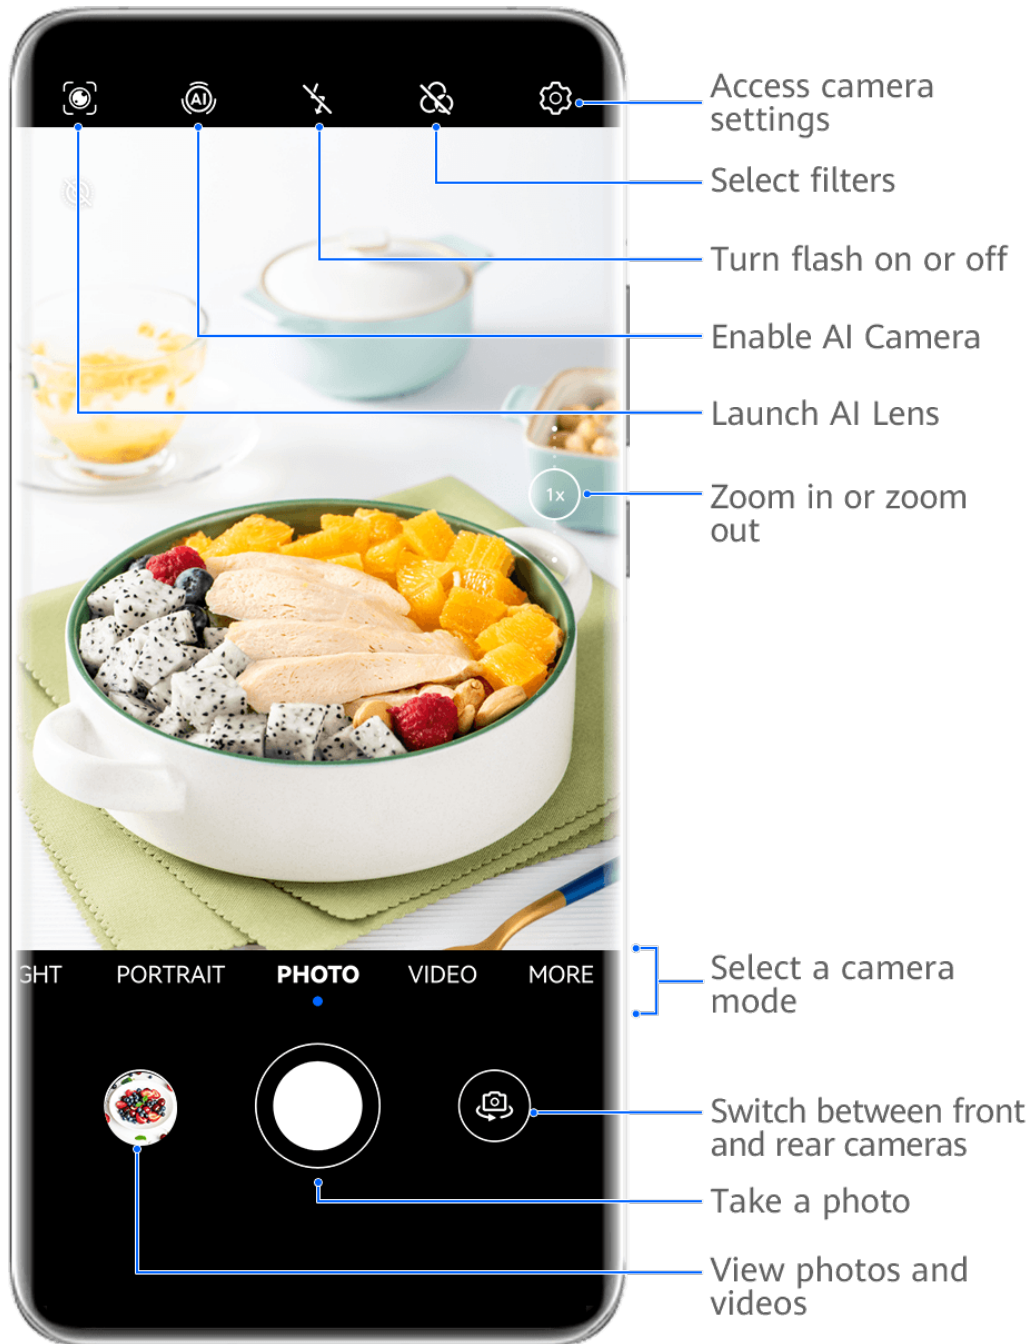 AI
Access camera
settings
Select filters
Turn flash on or off
Enable AI Camera
Launch AI Lens
1x
Zoom in or zoom
out
GHT
PORTRAIT
PHOTO
VIDEO
MORE
Select a camera
mode
Switch between front
and rear cameras
Take a photo
View photos and
videos